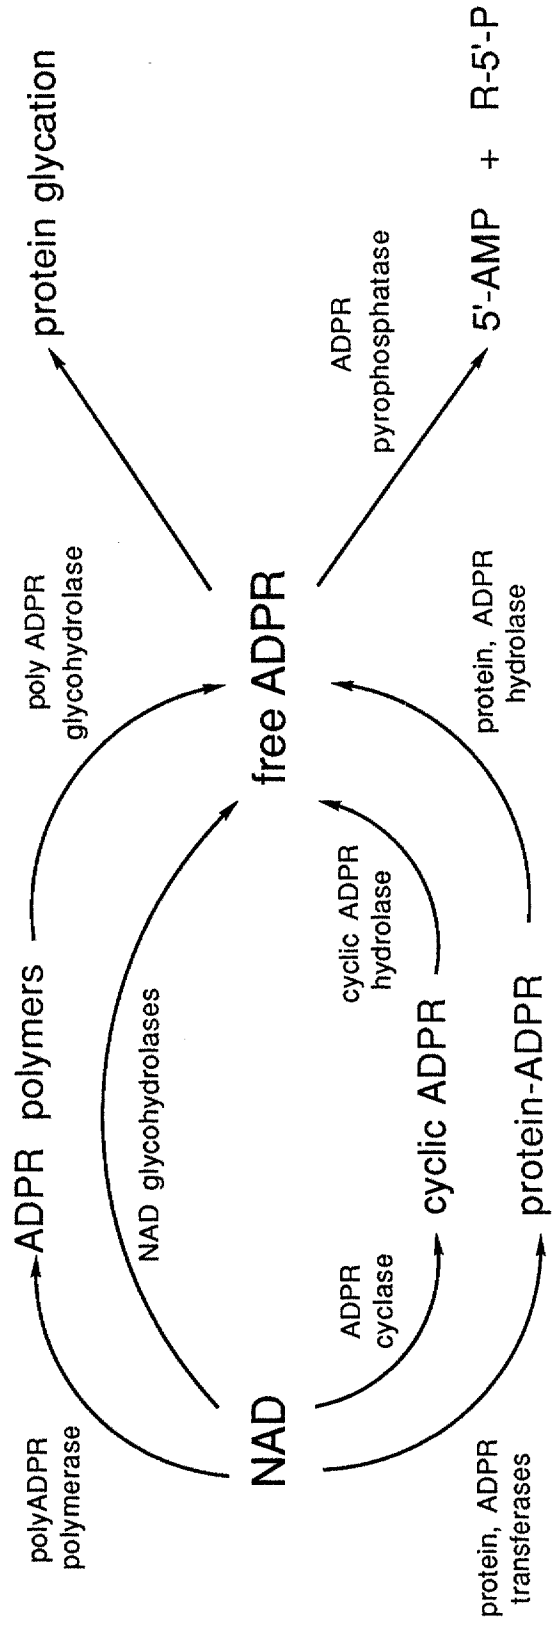 polyADPR
polymerase
ADPR polymers
poly ADPR
glycohydrolase
protein glycation
NAD glycohydrolases
NAD
free ADPR
ADPR
cyclase
cyclic ADPR
cyclic ADPR
hydrolase
ADPR
pyrophosphatase
protein, ADPR
transferases
protein-ADPR
protein, ADPR
hydrolase
5'-AMP + R-5'-P